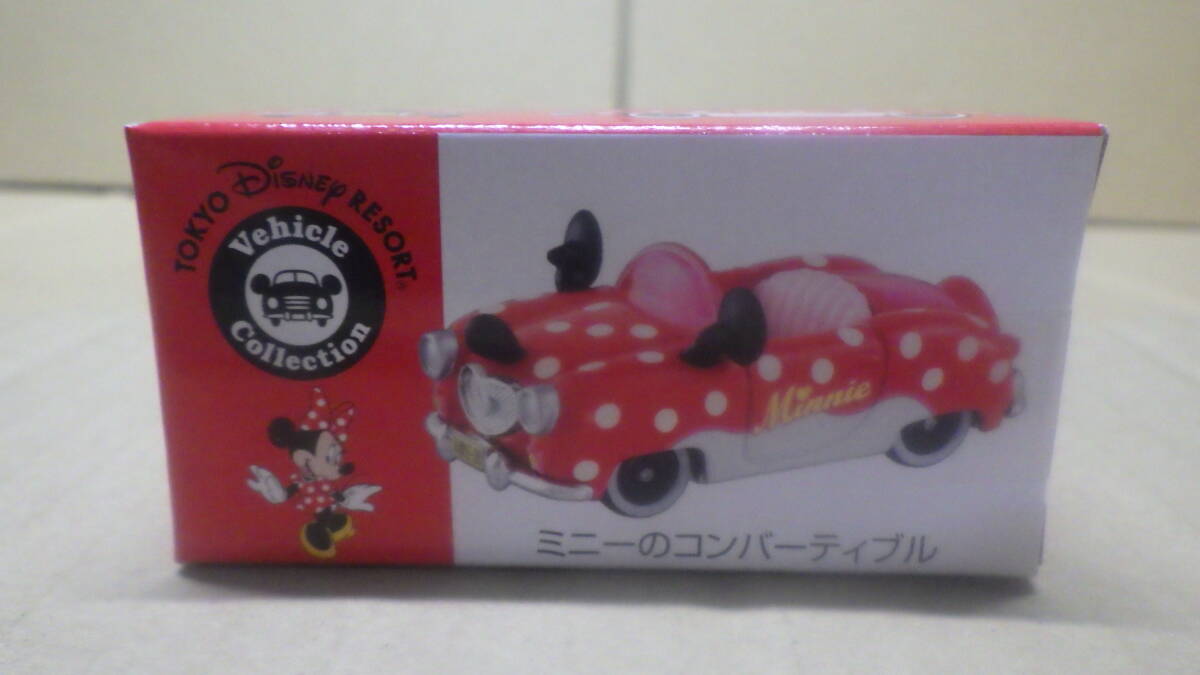 TOKYO Disney RESORT®
Vehicle
Collection
Minnie
ミニーのコンバーティブル